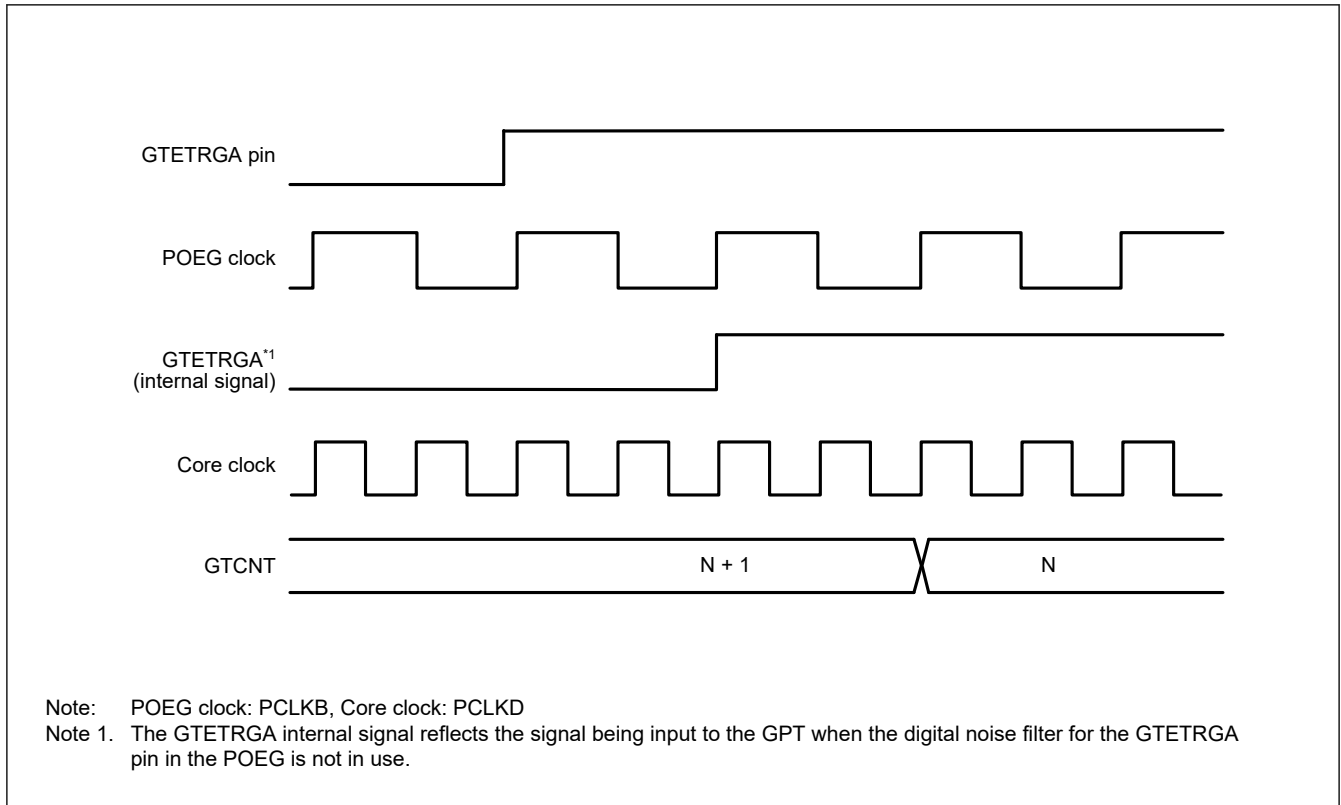 GTETRGA pin
POEG clock
GTETRGA*1
(internal signal)
Core clock
GTCNT
N + 1
N
Note: POEG clock: PCLKB, Core clock: PCLKD
Note 1. The GTETRGA internal signal reflects the signal being input to the GPT when the digital noise filter for the GTETRGA
pin in the POEG is not in use.